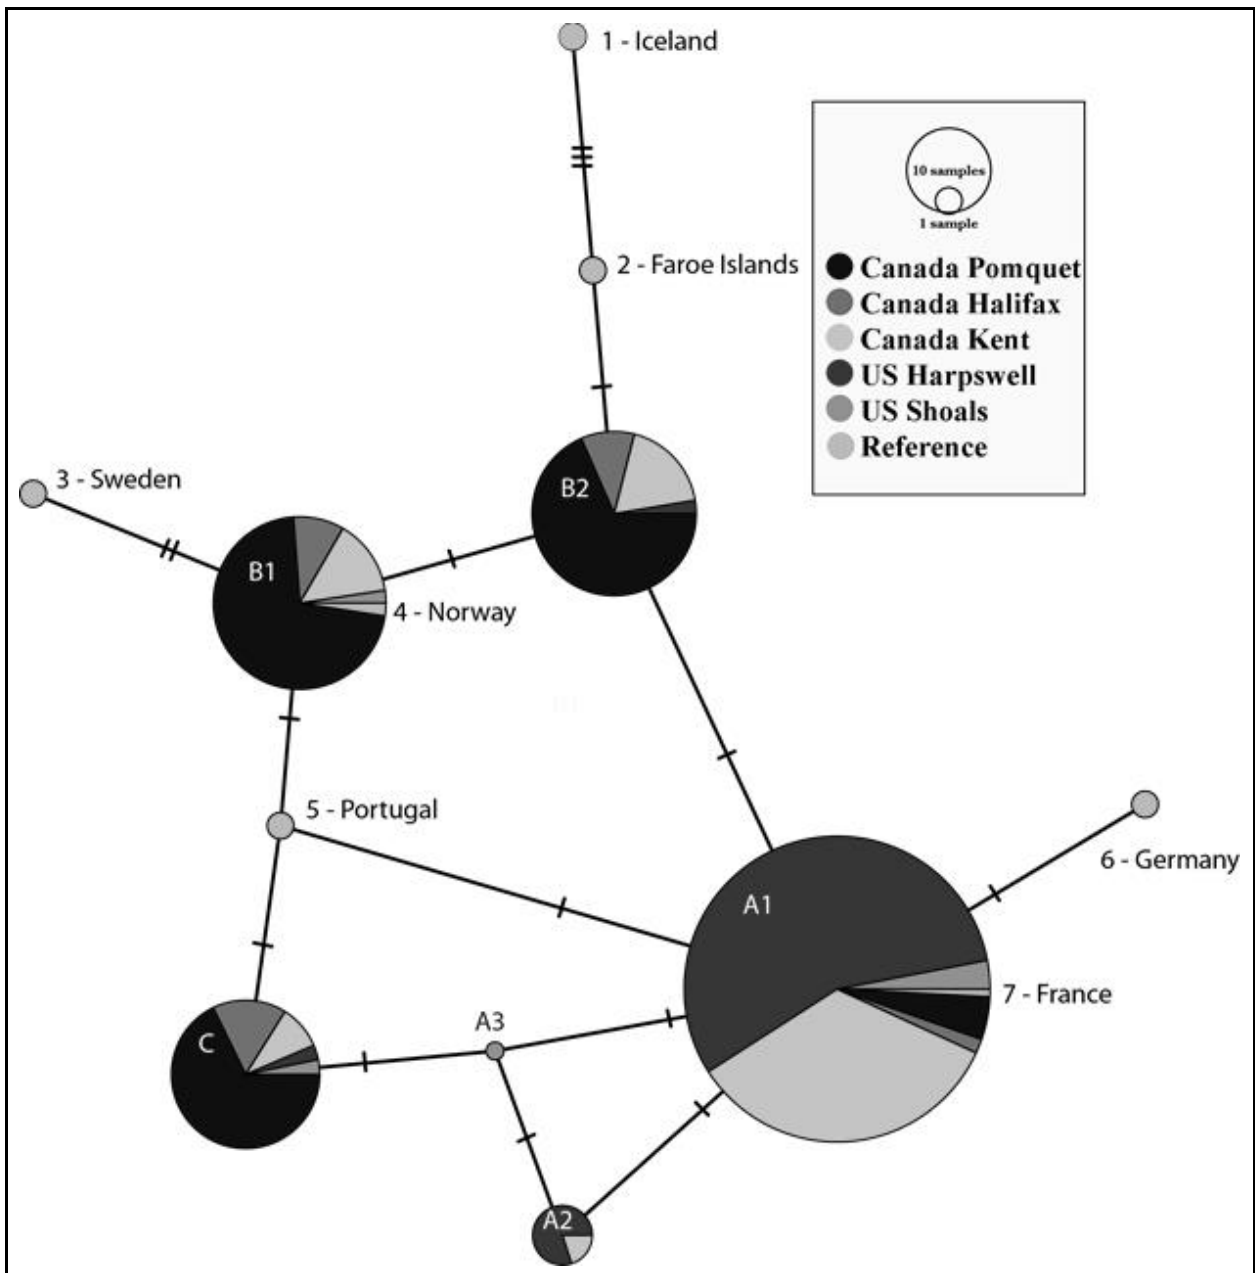 1 - Iceland
10 samples
1 sample
Canada Pomquet
Canada Halifax
Canada Kent
US Harpswell
US Shoals
Reference
2 - Faroe Islands
3 - Sweden
B2
B1
4 - Norway
5 - Portugal
6 - Germany
A1
7 - France
A3
C
A2